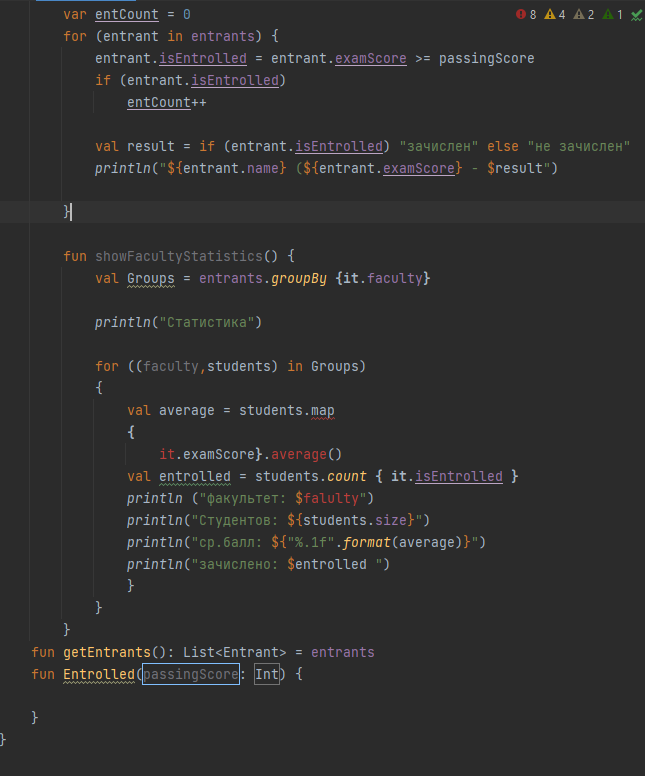 var entCount = 0
8 4 2 1
for (entrant in entrants) {
entrant.isEnrolled = entrant.examScore >= passingScore
if (entrant.isEnrolled)
entCount++
val result = if (entrant.isEnrolled) "зачислен" else "не зачислен"
println("${entrant.name} (${entrant.examScore} - $result")
}
fun showFacultyStatistics() {
val Groups = entrants.groupBy {it.faculty}
println("Статистика")
for ((faculty,students) in Groups)
{
val average = students.map
{
it.examScore}.average()
val entrolled = students.count { it.isEnrolled }
println ("факультет: $falulty")
println("Студентов: ${students.size}")
println("ср.балл: ${"%.1f".format(average)}")
println("зачислено: $entrolled ")
}
}
}
fun getEntrants(): List<Entrant> = entrants
fun Entrolled(passingScore: Int) {
}
}